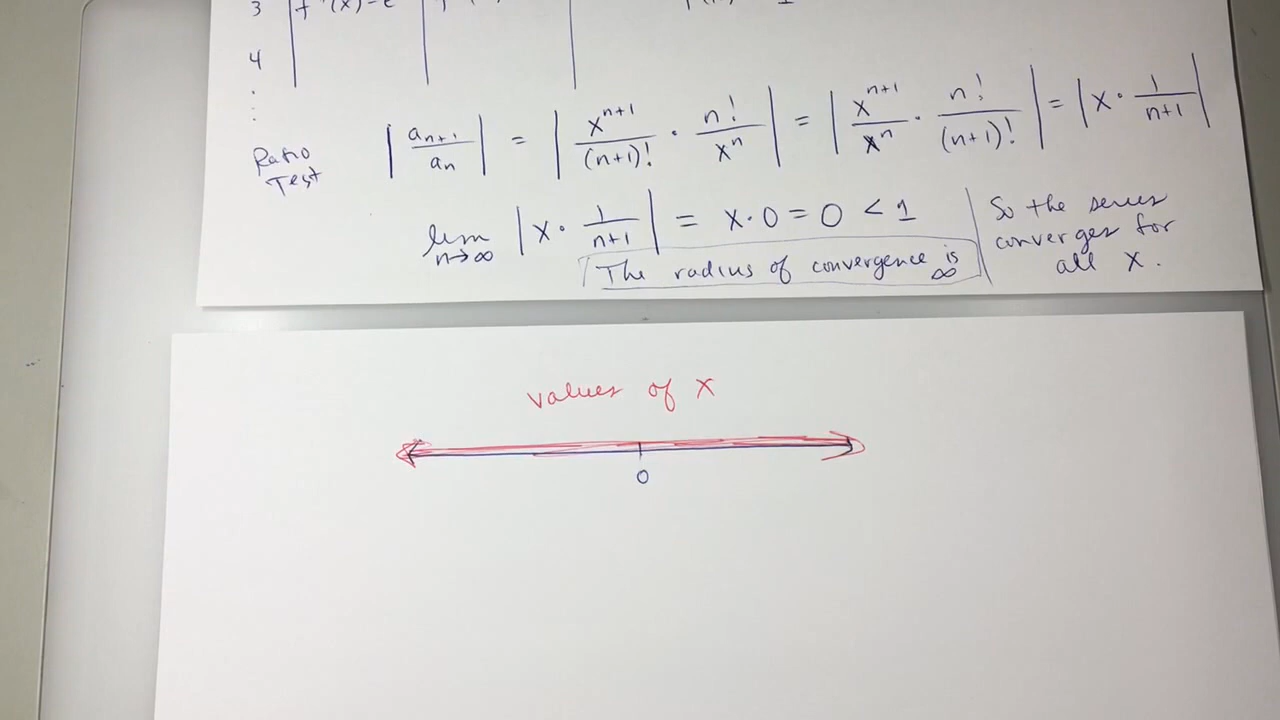 3 f (x)=e
4
Ratio Test
|a_{n+1}/a_n| = |x^{n+1}/(n+1)! · n!/x^n| = |x^{n+1}/x^n · n!/(n+1)!| = |x · 1/(n+1)|
lim n→∞ |x · 1/(n+1)| = x·0 = 0 < 1
The radius of convergence is ∞
So the series
converges for
all x.
values of x
0